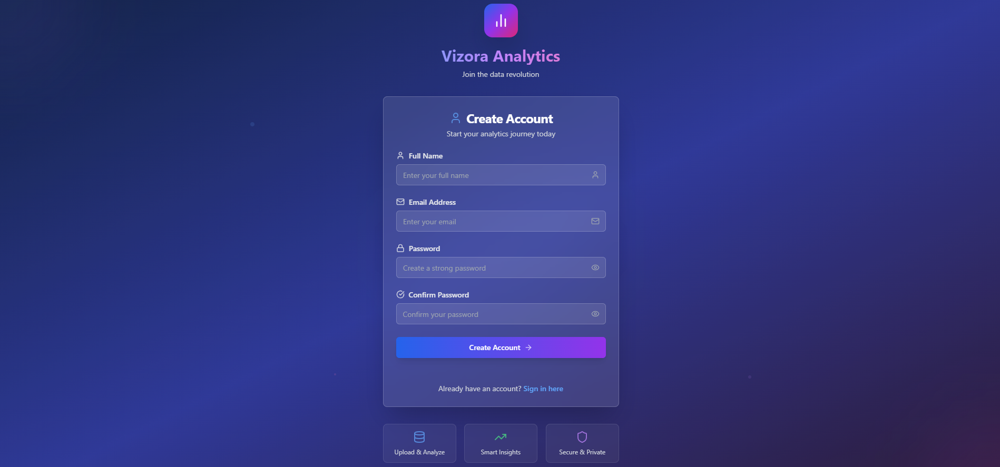 Vizora Analytics
Join the data revolution
Create Account
Start your analytics journey today
Full Name
Enter your full name
Email Address
Enter your email
Password
Create a strong password
Confirm Password
Confirm your password
Create Account
Already have an account? Sign in here
Upload & Analyze
Smart Insights
Secure & Private